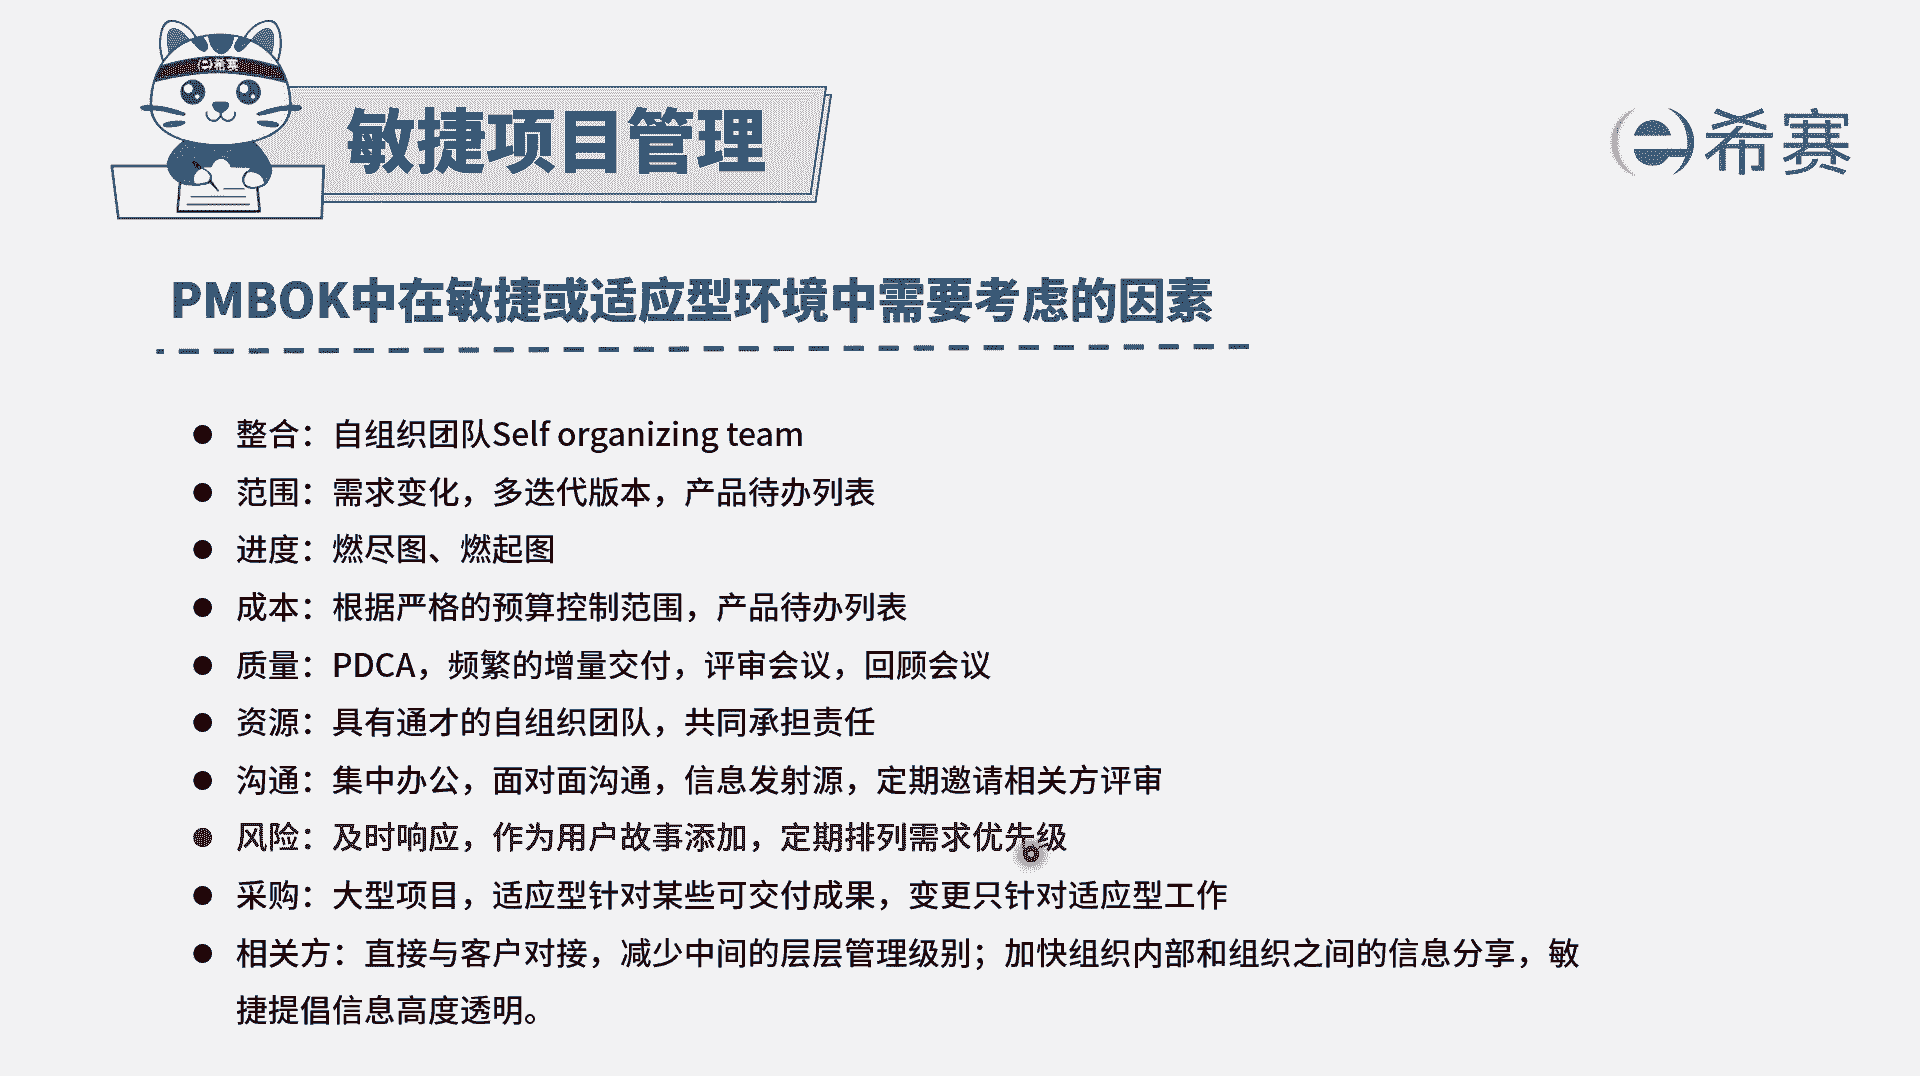 希赛
敏捷项目管理
希赛
PMBOK中在敏捷或适应型环境中需要考虑的因素
整合：自组织团队Self organizing team
范围：需求变化，多迭代版本，产品待办列表
进度：燃尽图、燃起图
成本：根据严格的预算控制范围，产品待办列表
质量：PDCA，频繁的增量交付，评审会议，回顾会议
资源：具有通才的自组织团队，共同承担责任
沟通：集中办公，面对面沟通，信息发射源，定期邀请相关方评审
风险：及时响应，作为用户故事添加，定期排列需求优先级
采购：大型项目，适应型针对某些可交付成果，变更只针对适应型工作
相关方：直接与客户对接，减少中间的层层管理级别；加快组织内部和组织之间的信息分享，敏
捷提倡信息高度透明。